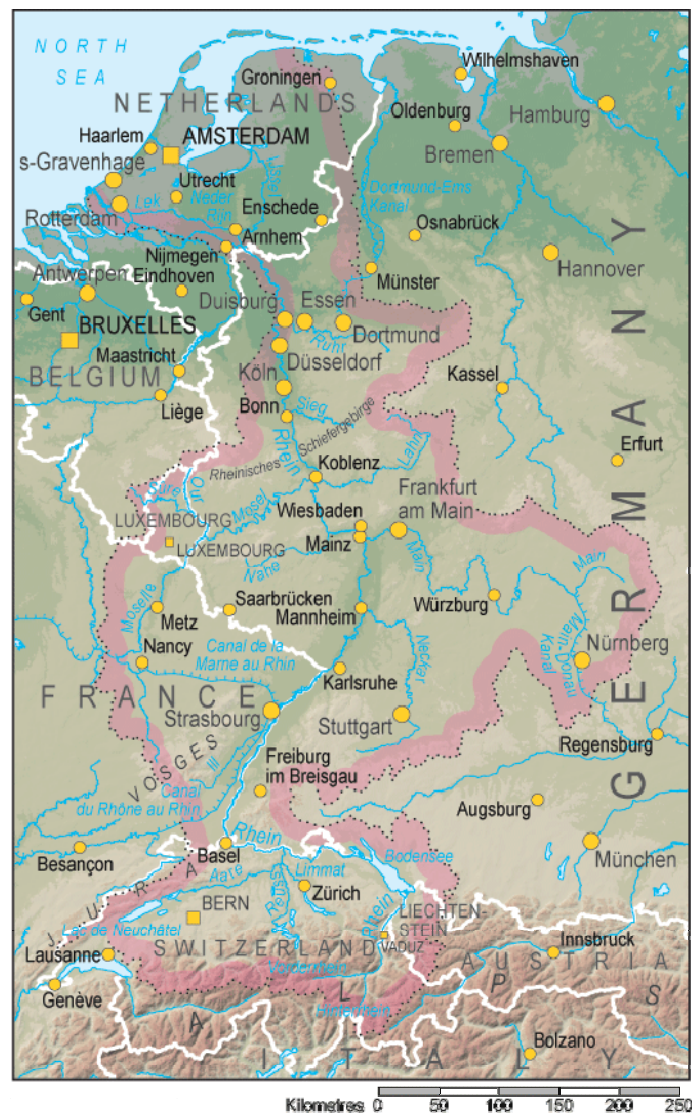 NORTH
SEA
Groningen
Wilhelmshaven
NETHERLANDS
Oldenburg
Hamburg
Haarlem
AMSTERDAM
Bremen
s-Gravenhage
Utrecht
IJssel
Dortmund-Ems
Kanal
Rotterdam
Lek
Neder
Rijn
Enschede
Osnabrück
Arnhem
Hannover
Nijmegen
Antwerpen
Eindhoven
Münster
Gent
Duisburg
Essen
BRUXELLES
Dortmund
Ruhr
Maastricht
Düsseldorf
BELGIUM
Köln
Kassel
Liège
Bonn
Sieg
Erfurt
Rhein
Rheinisches Schiefergebirge
Lahn
Koblenz
Sûre
Our
Mosel
Frankfurt
am Main
LUXEMBOURG
Wiesbaden
LUXEMBOURG
Mainz
Main
Main
Nahe
Moselle
Saarbrücken
Würzburg
Metz
Mannheim
Main-Donau
Kanal
Nürnberg
Nancy
Canal de la
Marne au Rhin
Neckar
Karlsruhe
FRANCE
Strasbourg
Stuttgart
GERMANY
Regensburg
VOSGES
Ill
Freiburg
im Breisgau
Canal
du Rhône au Rhin
Augsburg
München
Besançon
Basel
Rhein
Bodensee
JURA
Aare
Limmat
Reuss
Zürich
BERN
Rhein
LIECHTEN-
STEIN
VADUZ
Lac de Neuchâtel
SWITZERLAND
Innsbruck
AUSTRIA
Lausanne
Vorderrhein
Genève
Hinterrhein
ALPS
ITALY
Bolzano
Kilometres 0 50 100 150 200 250